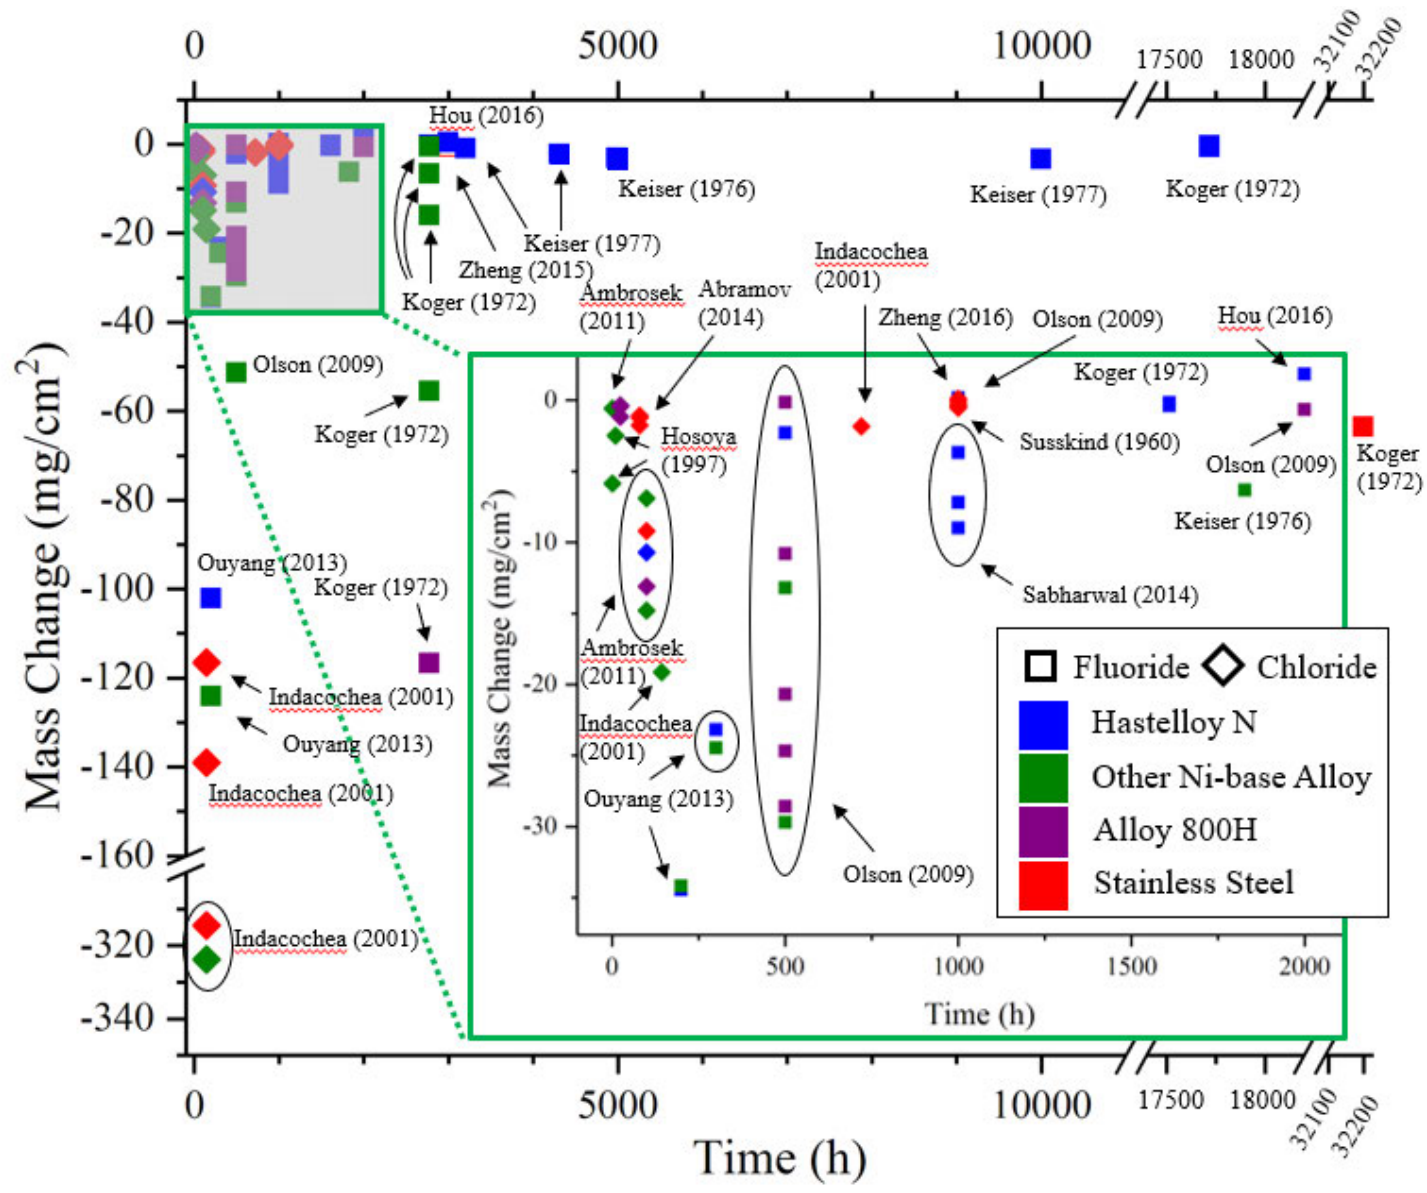 0
5000
10000
17500
18000
32100
32200
Mass Change (mg/cm²)
0
-20
-40
-60
-80
-100
-120
-140
-160
-320
-340
Hou (2016)
Keiser (1976)
Keiser (1977)
Koger (1972)
Keiser (1977)
Zheng (2015)
Koger (1972)
Olson (2009)
Koger (1972)
Ouyang (2013)
Koger (1972)
Indacochea (2001)
Ouyang (2013)
Indacochea (2001)
Indacochea (2001)
Ambrosek
(2011)
Abramov
(2014)
Indacochea
(2001)
Zheng (2016)
Olson (2009)
Hou (2016)
Koger (1972)
Susskind (1960)
Olson (2009)
Koger
(1972)
Keiser (1976)
Hosoya
(1997)
Sabharwal (2014)
Ambrosek
(2011)
Indacochea
(2001)
Ouyang (2013)
Olson (2009)
Mass Change (mg/cm²)
0
-10
-20
-30
0
500
1000
1500
2000
Time (h)
Fluoride
Chloride
Hastelloy N
Other Ni-base Alloy
Alloy 800H
Stainless Steel
0
5000
10000
17500
18000
32100
32200
Time (h)